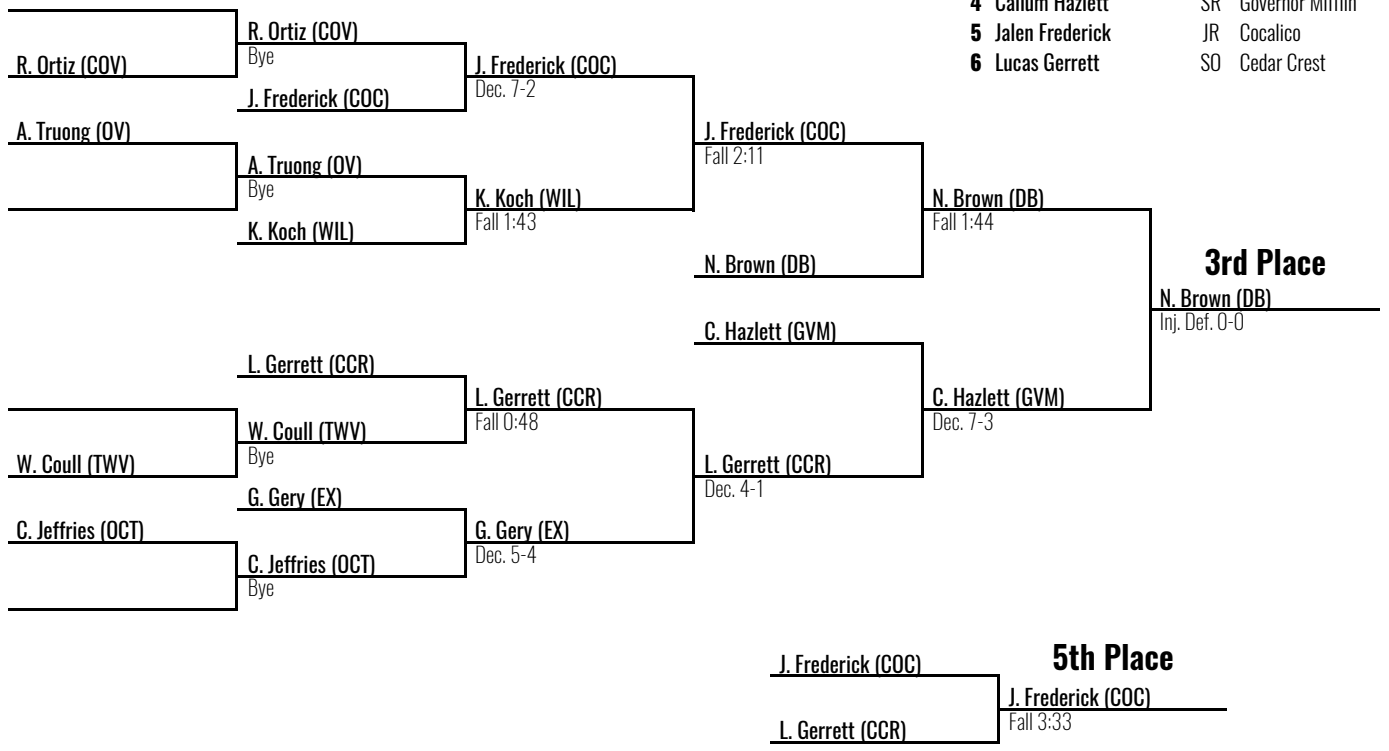 4 Callum Hazlett SR Governor Mifflin
5 Jalen Frederick JR Cocalico
6 Lucas Gerrett SO Cedar Crest
R. Ortiz (COV)
R. Ortiz (COV)
Bye
J. Frederick (COC)
J. Frederick (COC)
Dec. 7-2
A. Truong (OV)
A. Truong (OV)
Bye
K. Koch (WIL)
K. Koch (WIL)
Fall 1:43
J. Frederick (COC)
Fall 2:11
N. Brown (DB)
N. Brown (DB)
Fall 1:44
3rd Place
N. Brown (DB)
Inj. Def. 0-0
C. Hazlett (GVM)
C. Hazlett (GVM)
Dec. 7-3
L. Gerrett (CCR)
L. Gerrett (CCR)
Fall 0:48
W. Coull (TWV)
W. Coull (TWV)
Bye
L. Gerrett (CCR)
Dec. 4-1
G. Gery (EX)
G. Gery (EX)
Dec. 5-4
C. Jeffries (OCT)
C. Jeffries (OCT)
Bye
5th Place
J. Frederick (COC)
J. Frederick (COC)
Fall 3:33
L. Gerrett (CCR)